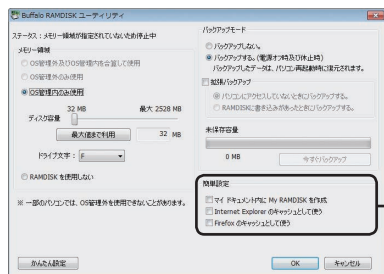 Buffalo RAMDISK ユーティリティ
ステータス：メモリー領域が指定されていないため停止中
メモリー領域
OS管理外及びOS管理内を合計して使用
OS管理外のみ使用
OS管理内のみ使用
32 MB 最大 2528 MB
ディスク容量
最大値まで利用 32 MB
ドライブ文字： F
RAMDISK を使用しない
※ 一部のパソコンでは、OS管理外を使用できないことがあります。
かんたん設定
バックアップモード
バックアップしない。
バックアップする。(電源オフ時及び休止時)
バックアップしたデータは、パソコン再起動時に復元されます。
拡張バックアップ
パソコンにアクセスしていないときにバックアップする。
RAMDISKに書き込みがあったときにバックアップする。
未保存容量
0 MB 今すぐバックアップ
簡単設定
マイ ドキュメント内に My RAMDISK を作成
Internet Explorer のキャッシュとして使う
Firefox のキャッシュとして使う
OK キャンセル